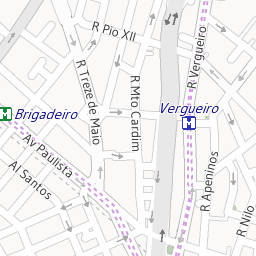 R Pio XII
R Vergueiro
R Treze de Maio
R Mto Cardim
Brigadeiro
Vergueiro
Av Paulista
Al Santos
R Apeninos
R Nilo